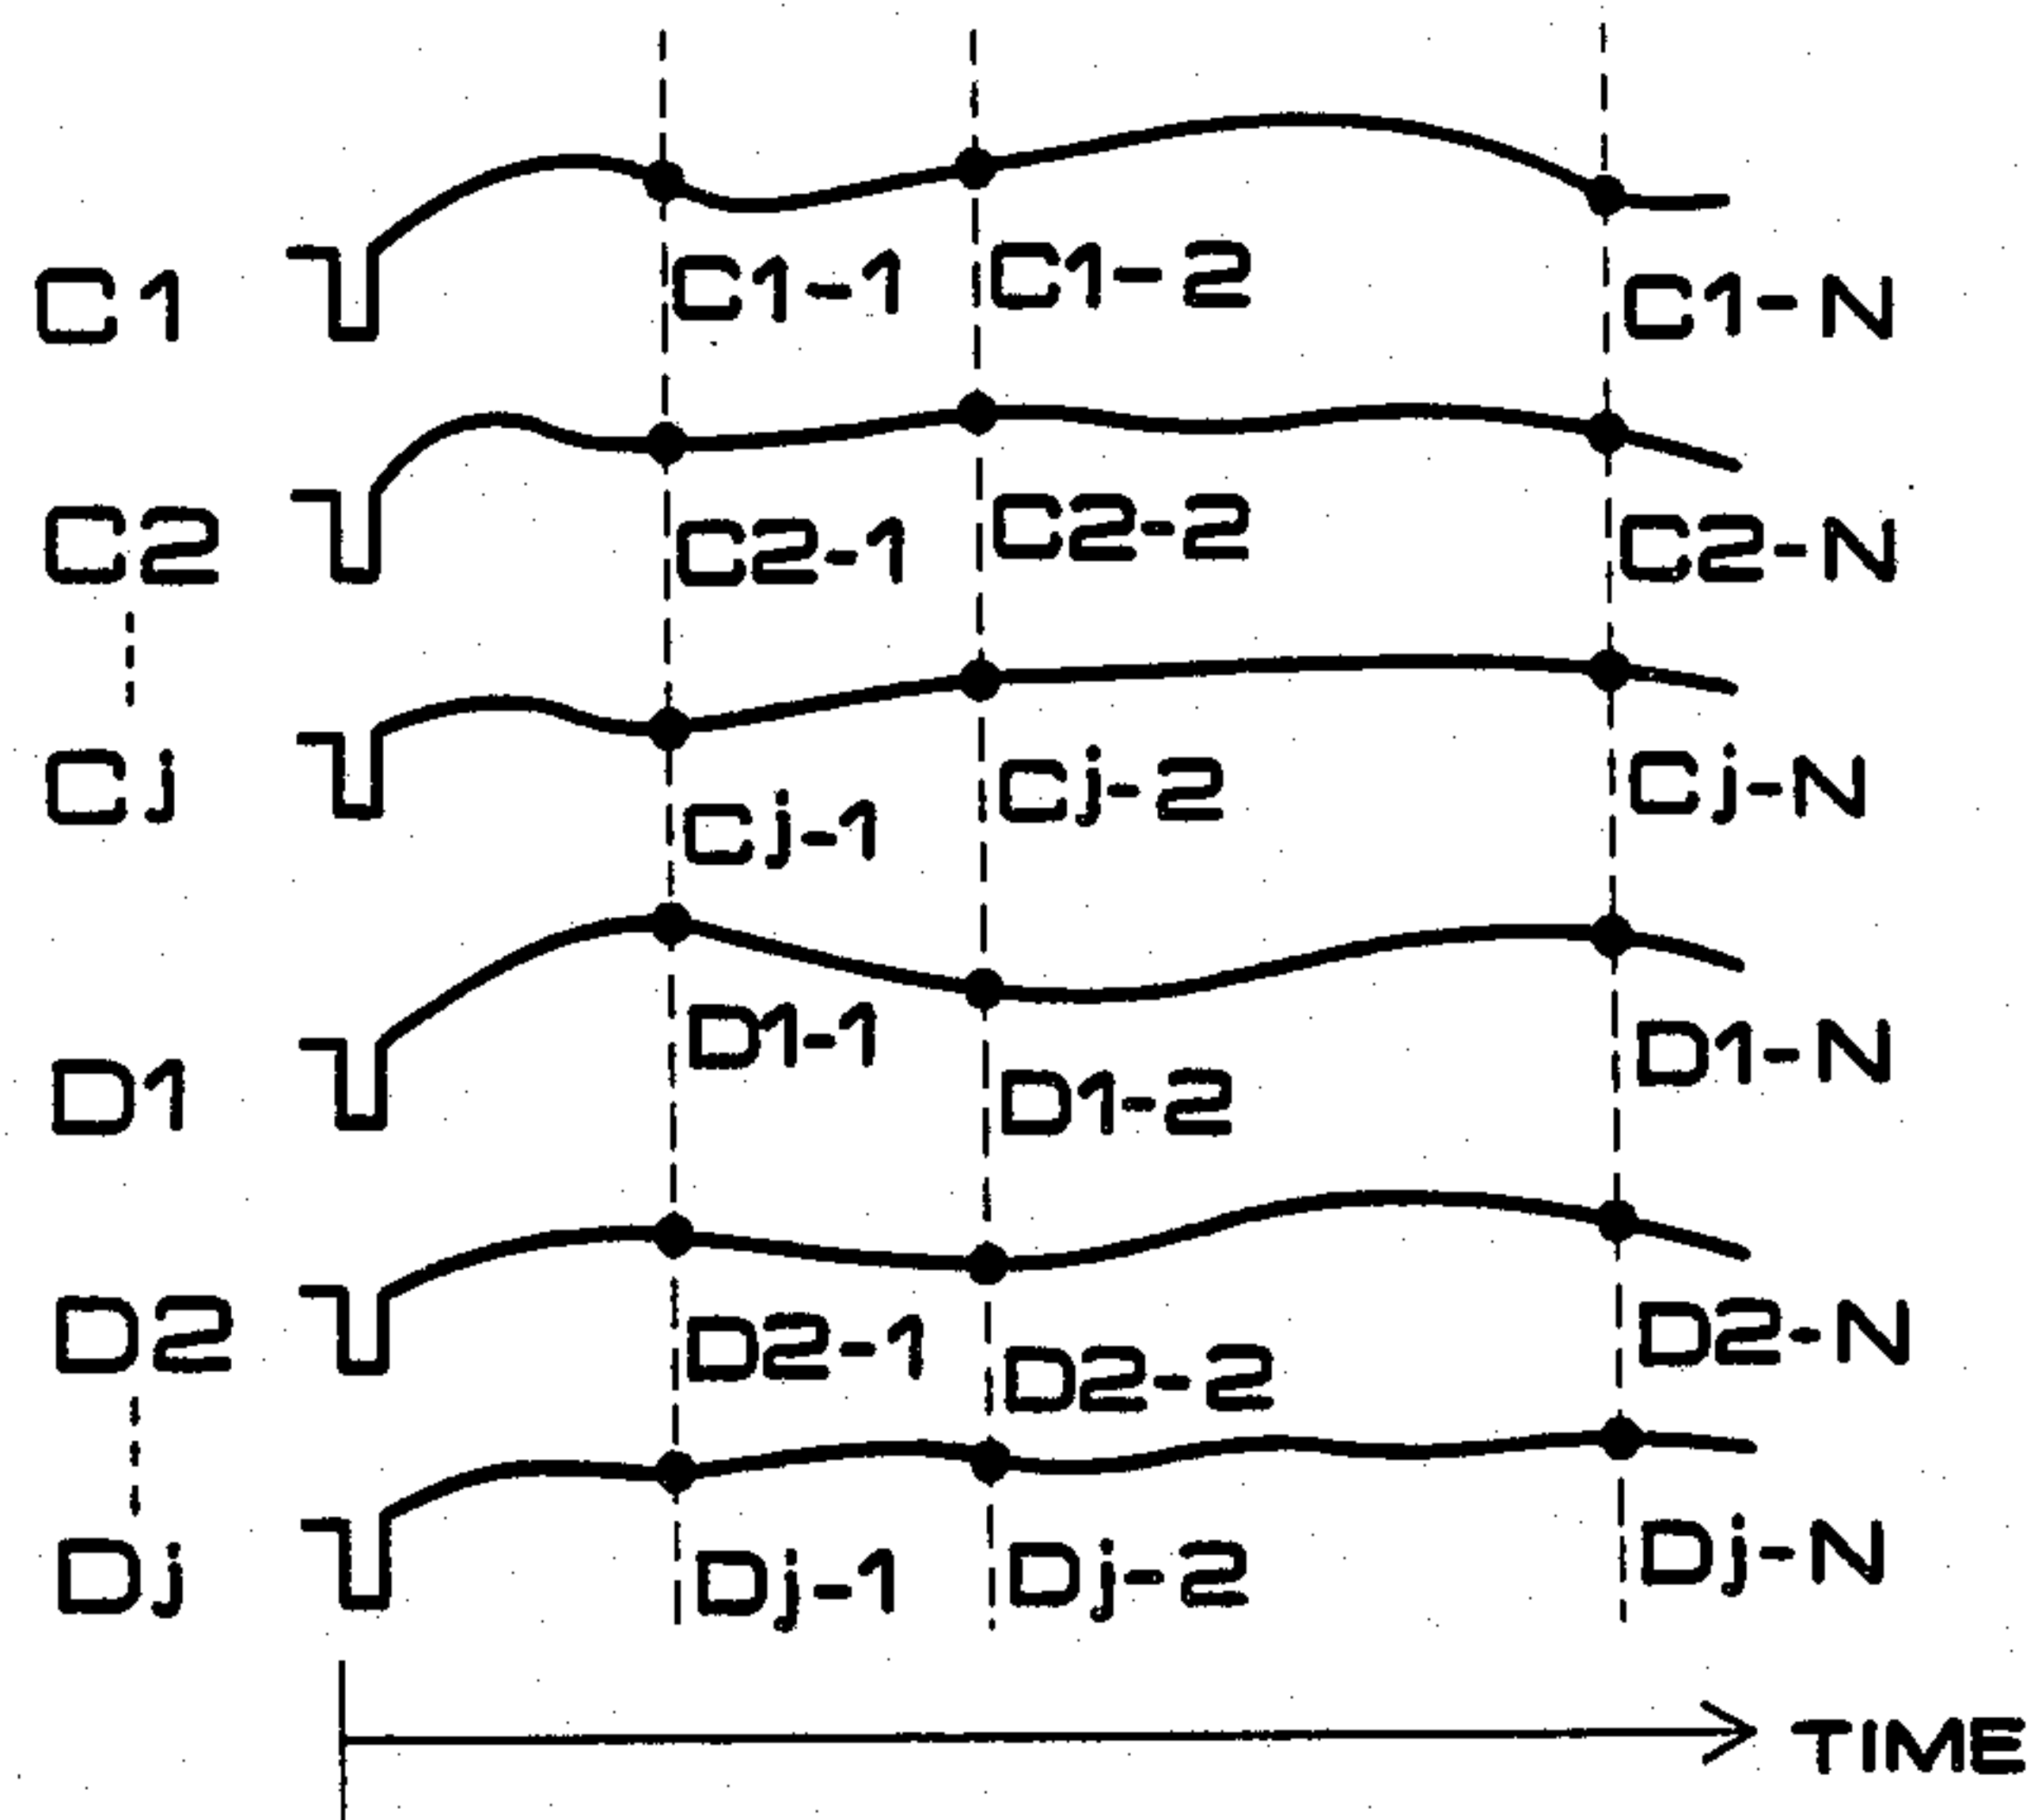 C1 C1-1 C1-2 C1-N
C2 C2-1 C2-2 C2-N
Cj Cj-1 Cj-2 Cj-N
D1 D1-1 D1-2 D1-N
D2 D2-1 D2-2 D2-N
Dj Dj-1 Dj-2 Dj-N
TIME